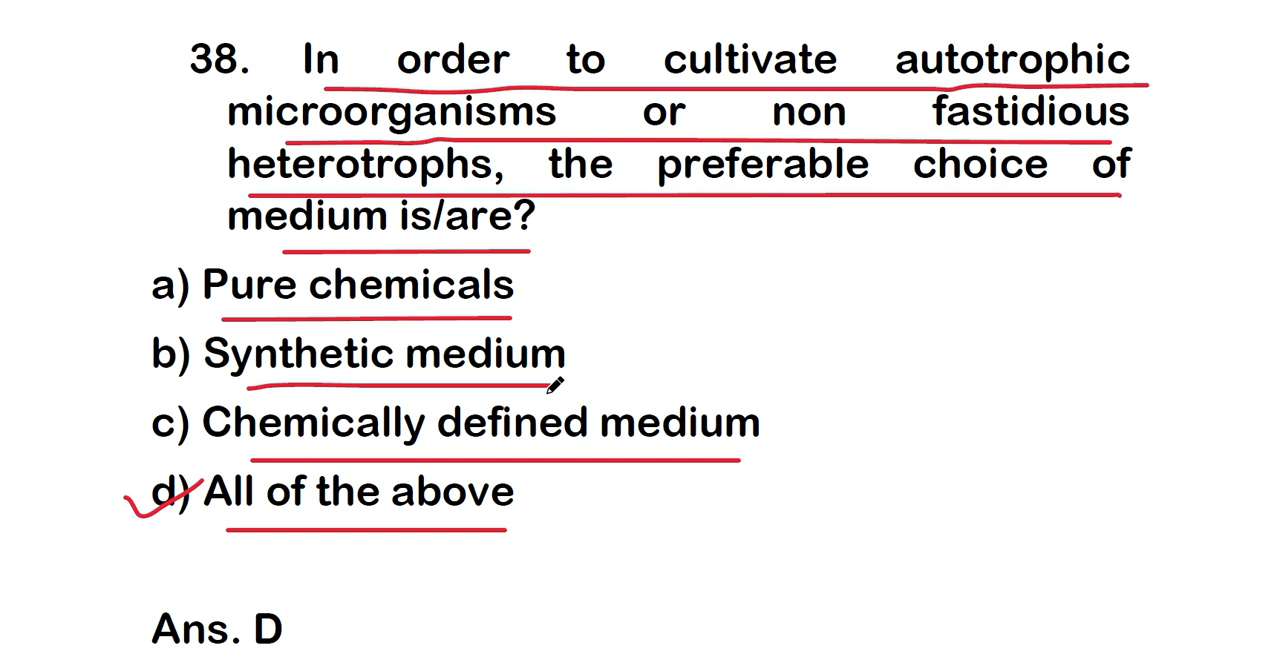 38. In order to cultivate autotrophic
microorganisms or non fastidious
heterotrophs, the preferable choice of
medium is/are?
a) Pure chemicals
b) Synthetic medium
c) Chemically defined medium
d) All of the above
Ans. D